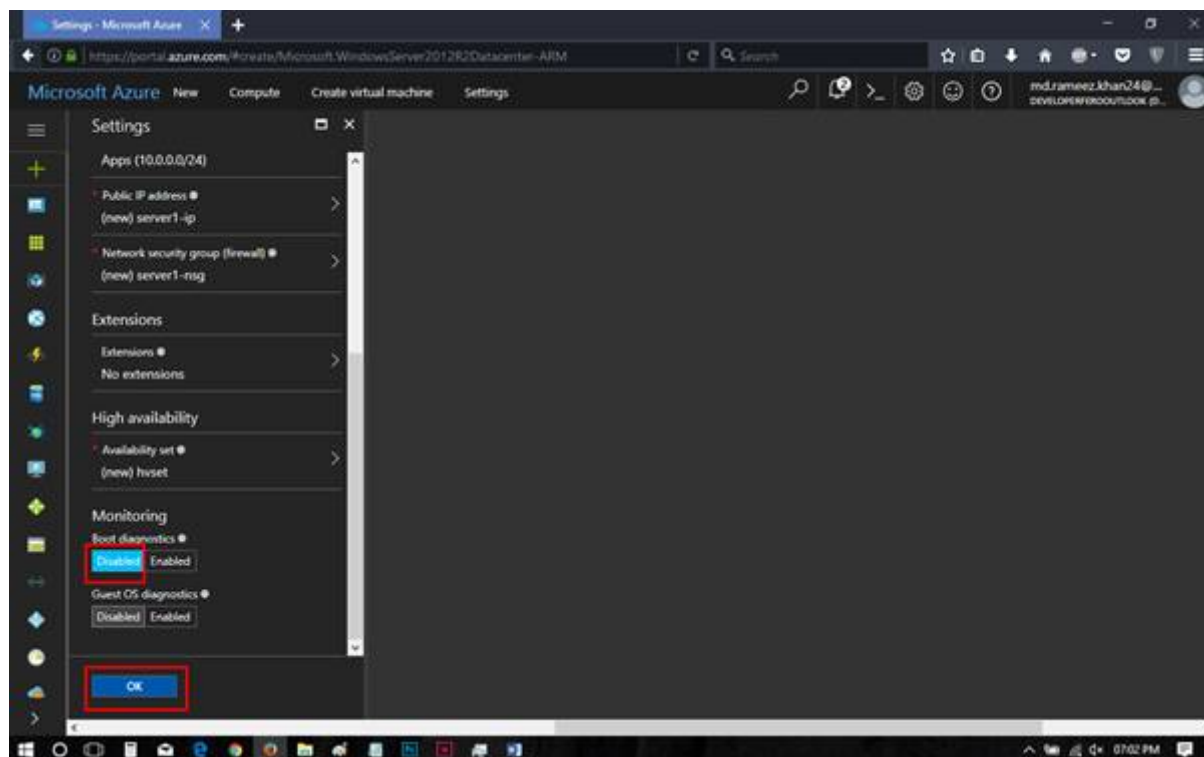 Settings - Microsoft Azure
https://portal.azure.com/#create/Microsoft.WindowsServer2012R2Datacenter-ARM
Search
Microsoft Azure New Compute Create virtual machine Settings
md.rameez.khan24@...
Settings
Apps (10.0.0.0/24)
* Public IP address
(new) server1-ip
* Network security group (firewall)
(new) server1-nsg
Extensions
Extensions
No extensions
High availability
* Availability set
(new) hvset
Monitoring
Boot diagnostics
Disabled Enabled
Guest OS diagnostics
Disabled Enabled
OK
07:02 PM